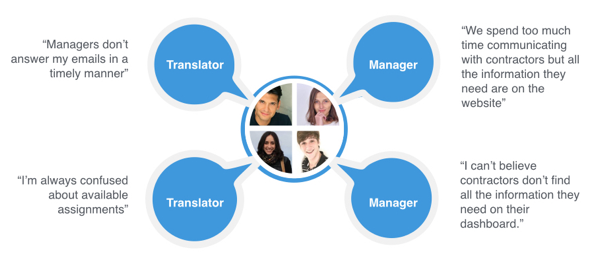 “Managers don’t
answer my emails in a
timely manner”
Translator
Manager
“We spend too much
time communicating
with contractors but all
the information they
need are on the
website”
“I’m always confused
about available
assignments”
Translator
Manager
“I can’t believe
contractors don’t find
all the information they
need on their
dashboard.”